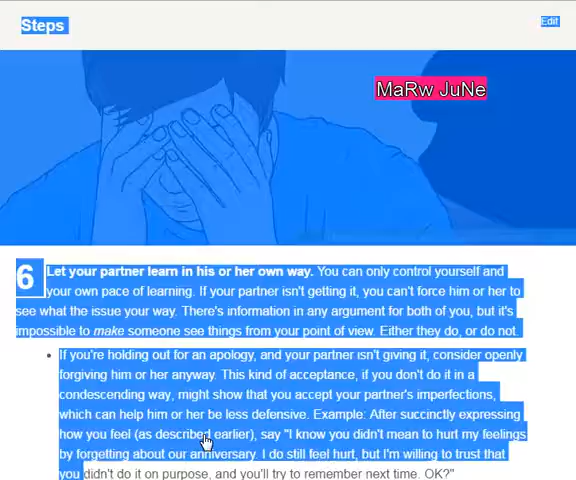 Steps
Edit
MaRw JuNe
6 Let your partner learn in his or her own way. You can only control yourself and
your own pace of learning. If your partner isn't getting it, you can't force him or her to
see what the issue your way. There's information in any argument for both of you, but it's
impossible to make someone see things from your point of view. Either they do, or do not.
• If you're holding out for an apology, and your partner isn't giving it, consider openly
forgiving him or her anyway. This kind of acceptance, if you don't do it in a
condescending way, might show that you accept your partner's imperfections,
which can help him or her be less defensive. Example: After succinctly expressing
how you feel (as described earlier), say "I know you didn't mean to hurt my feelings
by forgetting about our anniversary. I do still feel hurt, but I'm willing to trust that
you didn't do it on purpose, and you'll try to remember next time. OK?"